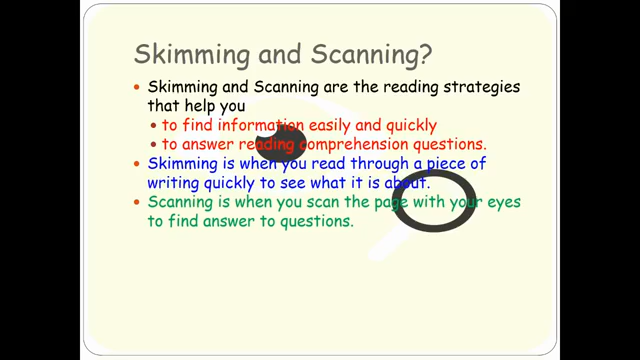 Skimming and Scanning?
Skimming and Scanning are the reading strategies
that help you
to find information easily and quickly
to answer reading comprehension questions.
Skimming is when you read through a piece of
writing quickly to see what it is about.
Scanning is when you scan the page with your eyes
to find answer to questions.